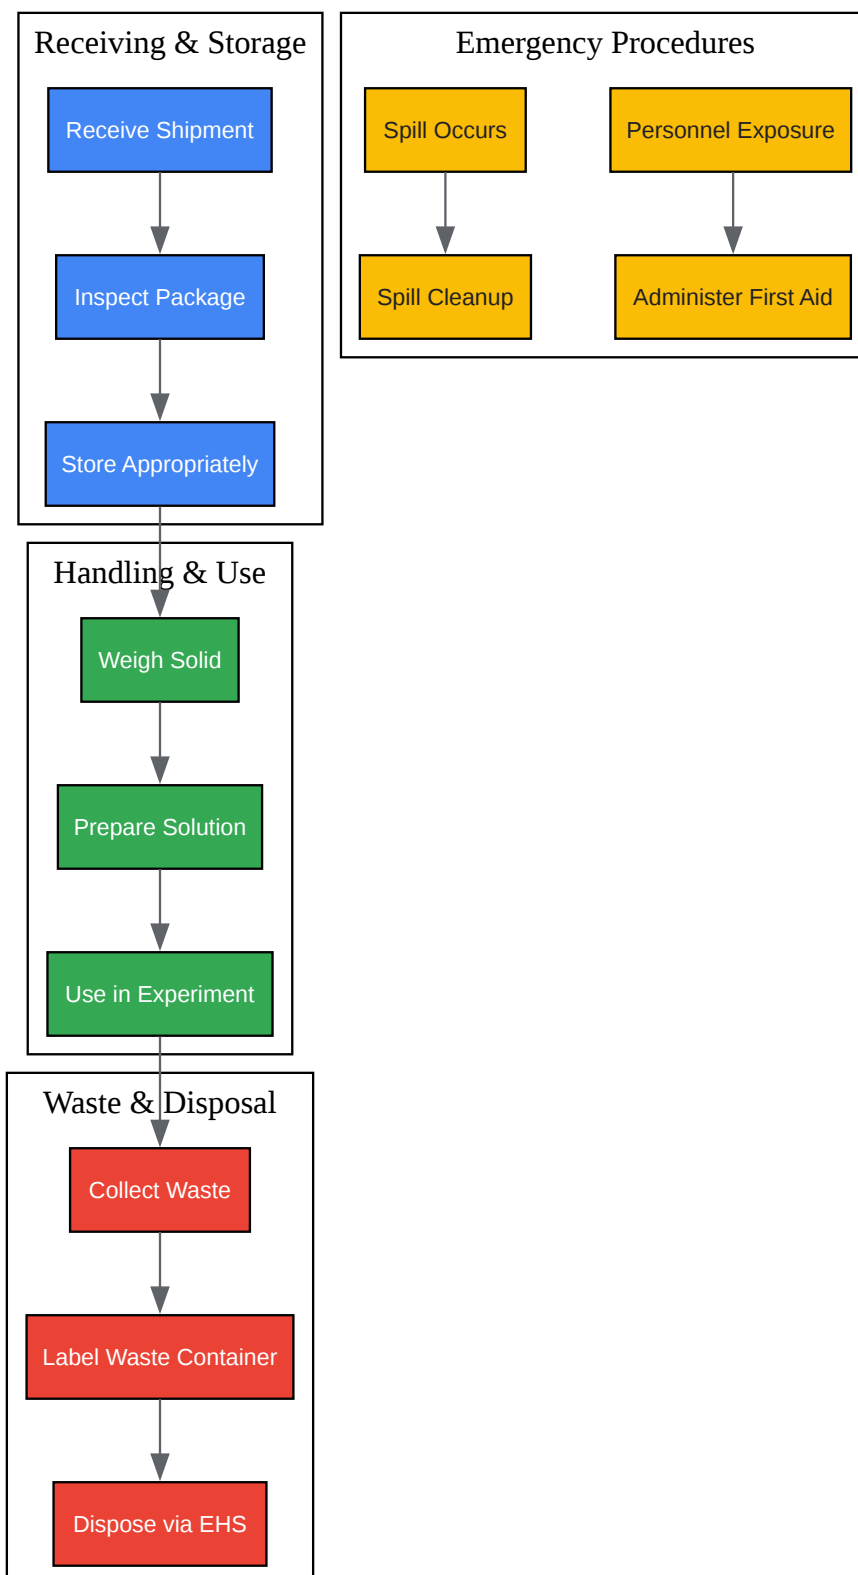 Receiving & Storage
Receive Shipment
Inspect Package
Store Appropriately
Emergency Procedures
Spill Occurs
Personnel Exposure
Spill Cleanup
Administer First Aid
Handling & Use
Weigh Solid
Prepare Solution
Use in Experiment
Waste & Disposal
Collect Waste
Label Waste Container
Dispose via EHS